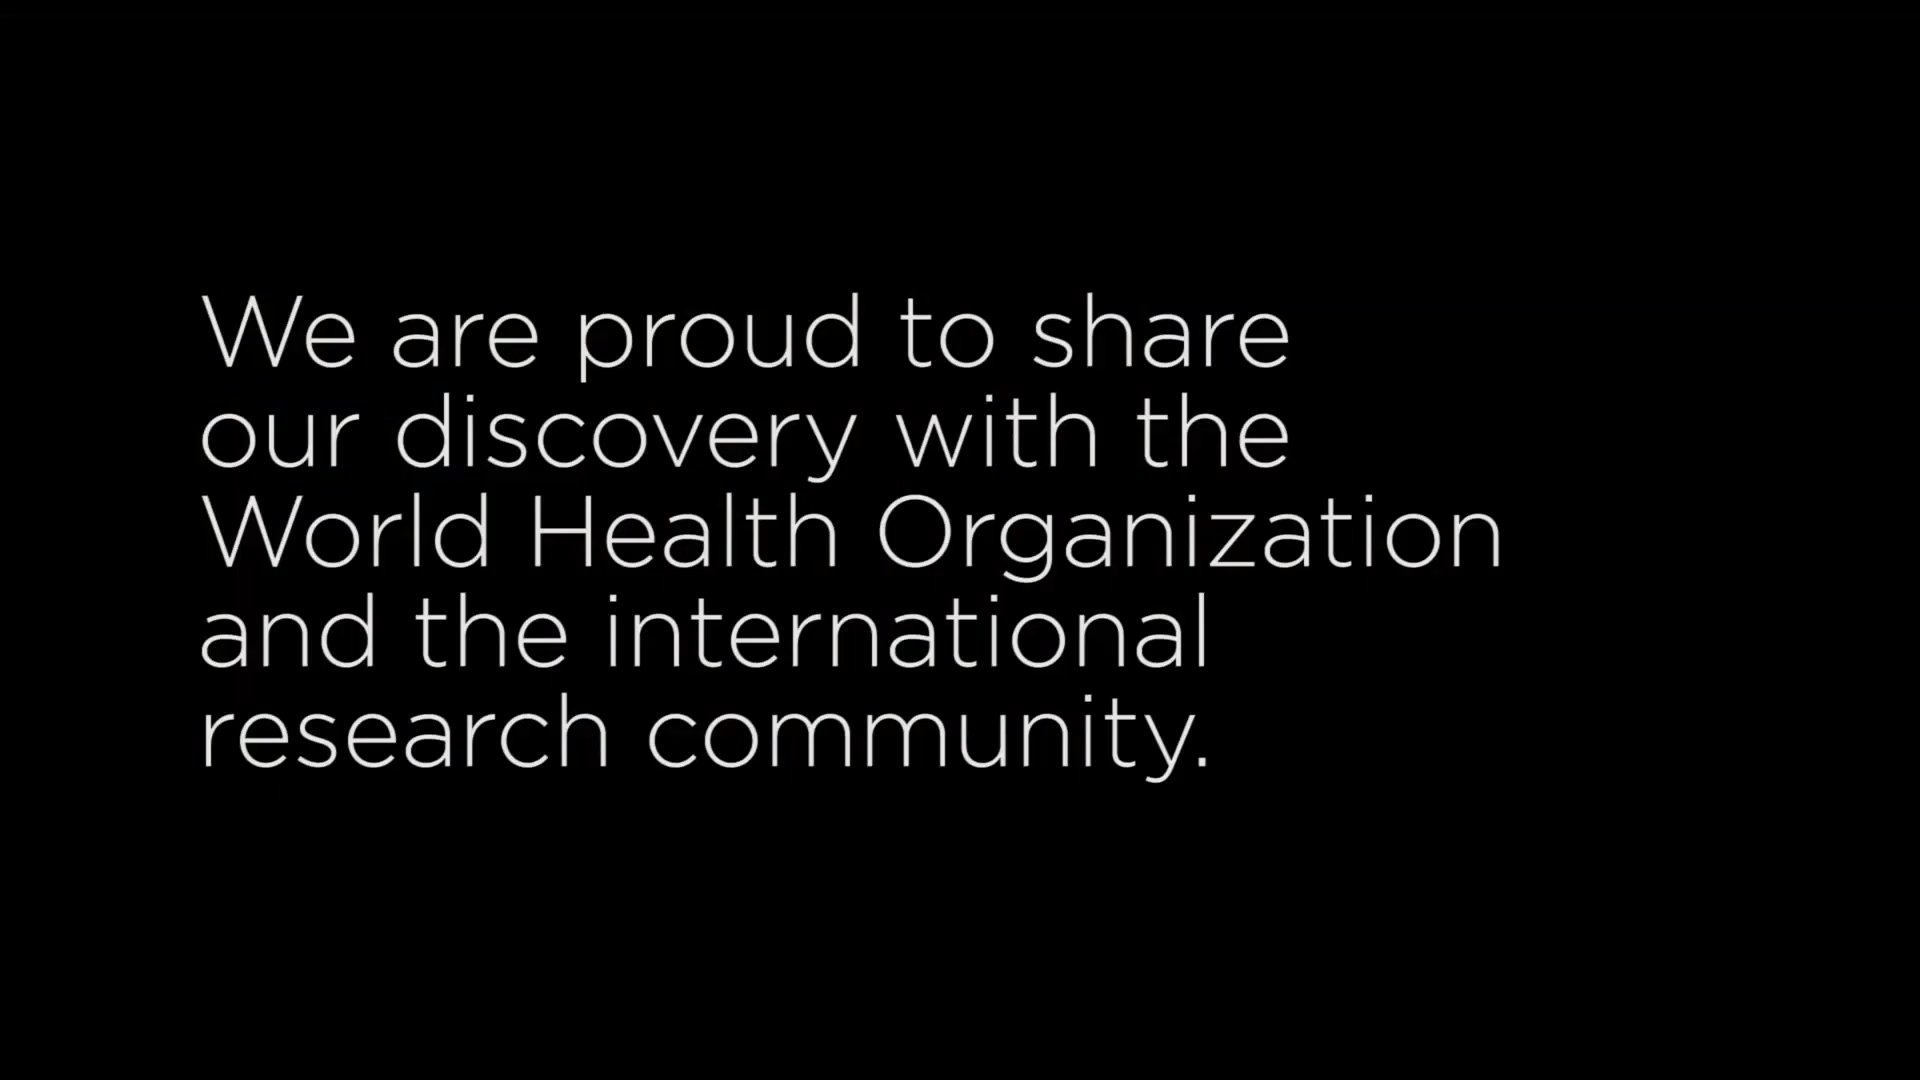 We are proud to share
our discovery with the
World Health Organization
and the international
research community.